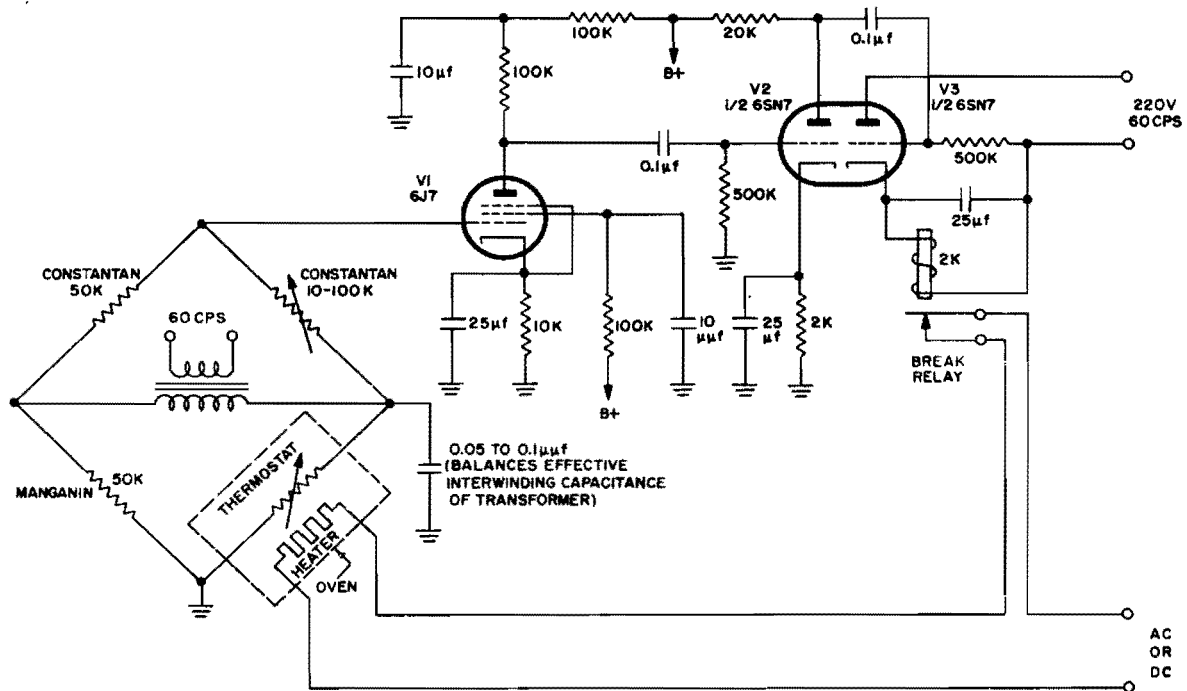 100K
20K
0.1µf
10µf
100K
B+
V2
1/2 6SN7
V3
1/2 6SN7
220V
60CPS
0.1µf
500K
500K
V1
6J7
25µf
2K
CONSTANTAN
50K
CONSTANTAN
10-100K
60 CPS
25µf
10K
100K
10
µµf
25
µf
2K
BREAK
RELAY
B+
MANGANIN
50K
THERMOSTAT
HEATER
OVEN
0.05 TO 0.1µµf
(BALANCES EFFECTIVE
INTERWINDING CAPACITANCE
OF TRANSFORMER)
AC
OR
DC